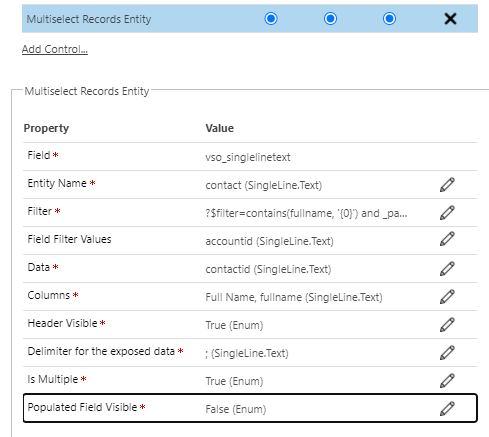 Multiselect Records Entity
Add Control...
Multiselect Records Entity
Property Value
Field * vso_singlelinetext
Entity Name * contact (SingleLine.Text)
Filter * ?$filter=contains(fullname, '{0}') and _pa...
Field Filter Values accountid (SingleLine.Text)
Data * contactid (SingleLine.Text)
Columns * Full Name, fullname (SingleLine.Text)
Header Visible * True (Enum)
Delimiter for the exposed data * ; (SingleLine.Text)
Is Multiple * True (Enum)
Populated Field Visible * False (Enum)